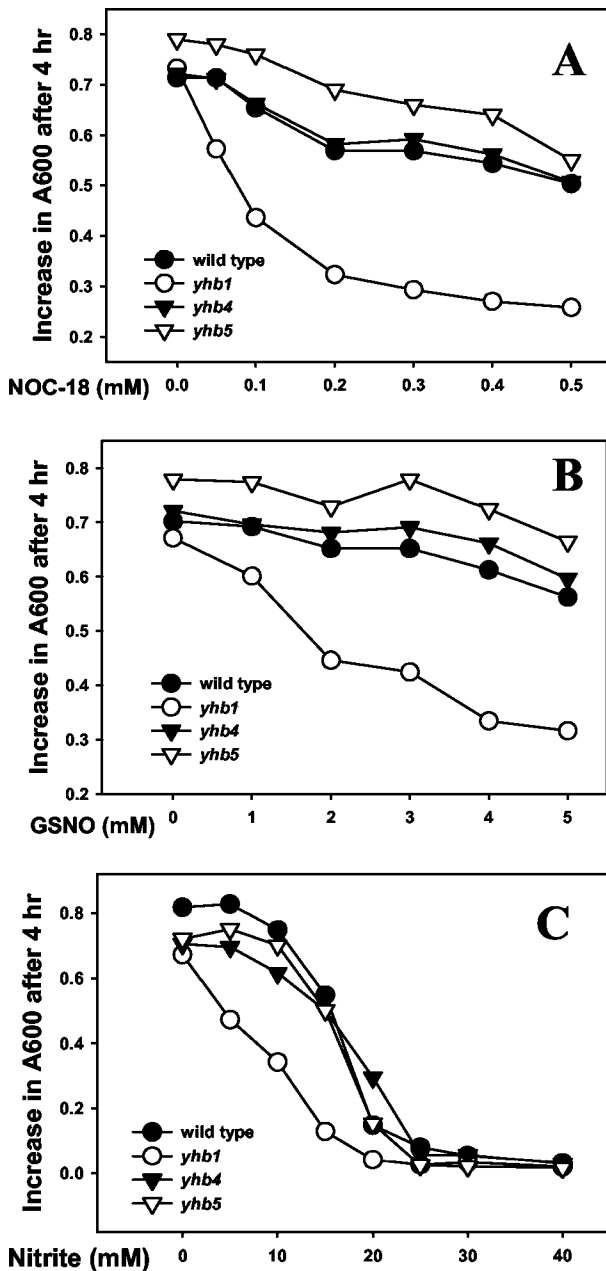 A
Increase in A600 after 4 hr
0.8
0.7
0.6
0.5
0.4
0.3
0.2
wild type
yhb1
yhb4
yhb5
0.0 0.1 0.2 0.3 0.4 0.5
NOC-18 (mM)
B
Increase in A600 after 4 hr
0.8
0.7
0.6
0.5
0.4
0.3
0.2
wild type
yhb1
yhb4
yhb5
0 1 2 3 4 5
GSNO (mM)
C
Increase in A600 after 4 hr
0.8
0.6
0.4
0.2
0.0
wild type
yhb1
yhb4
yhb5
0 10 20 30 40
Nitrite (mM)